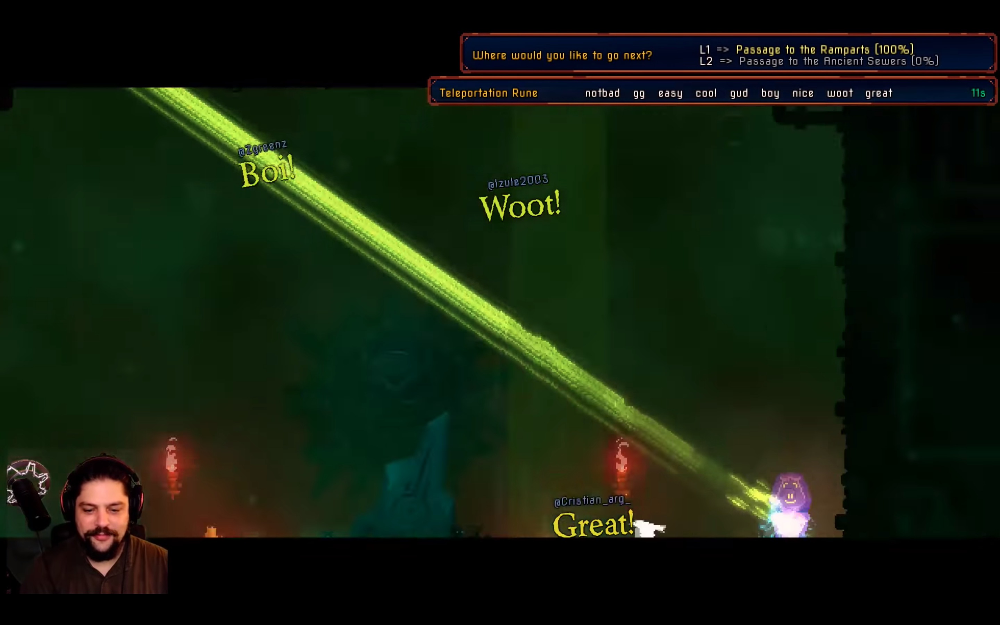 Where would you like to go next?
L1 => Passage to the Ramparts (100%)
L2 => Passage to the Ancient Sewers (0%)
Teleportation Rune notbad gg easy cool gud boy nice woot great 11s
@Zgreenz
Boi!
@Izule2003
Woot!
@Cristian_arg_
Great!